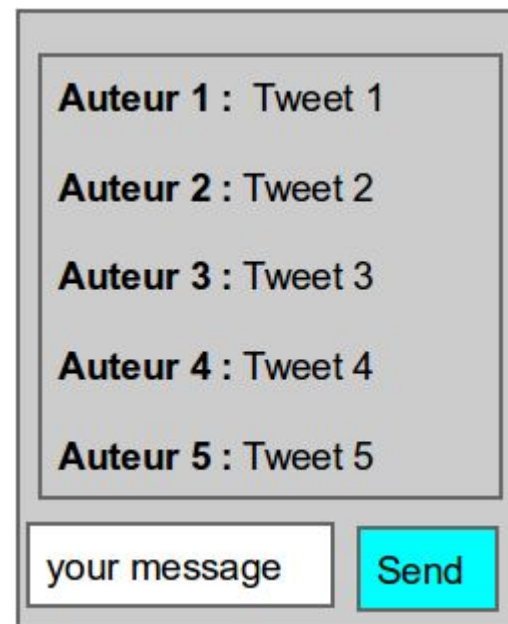 Auteur 1 : Tweet 1
Auteur 2 : Tweet 2
Auteur 3 : Tweet 3
Auteur 4 : Tweet 4
Auteur 5 : Tweet 5
your message
Send